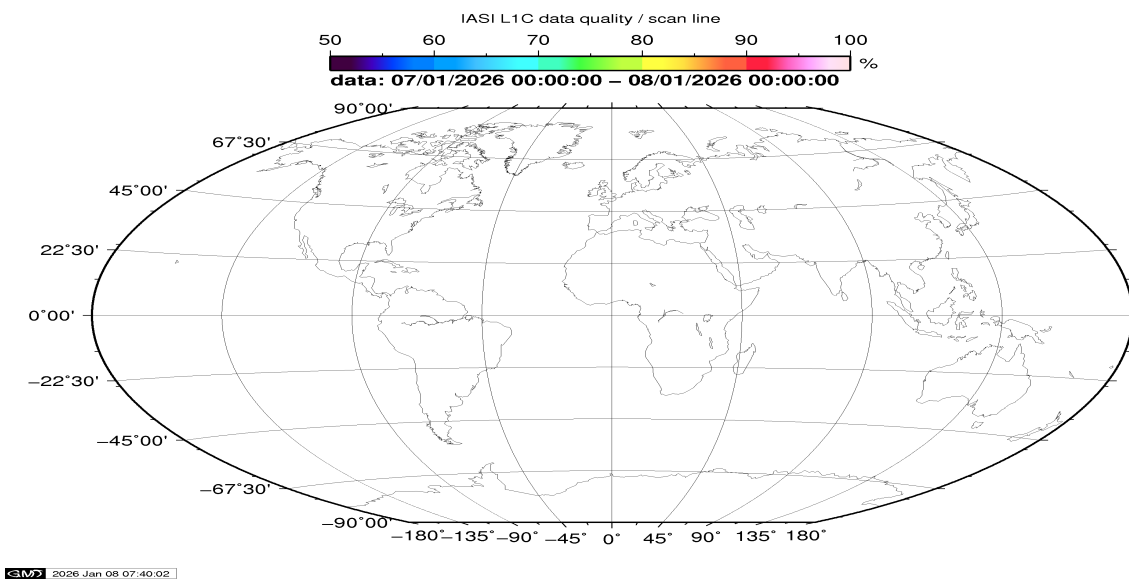 IASI L1C data quality / scan line
50 60 70 80 90 100
%
data: 07/01/2026 00:00:00 – 08/01/2026 00:00:00
90°00'
67°30'
45°00'
22°30'
0°00'
−22°30'
−45°00'
−67°30'
−90°00'
−180° −135° −90° −45° 0° 45° 90° 135° 180°
GMD 2026 Jan 08 07:40:02